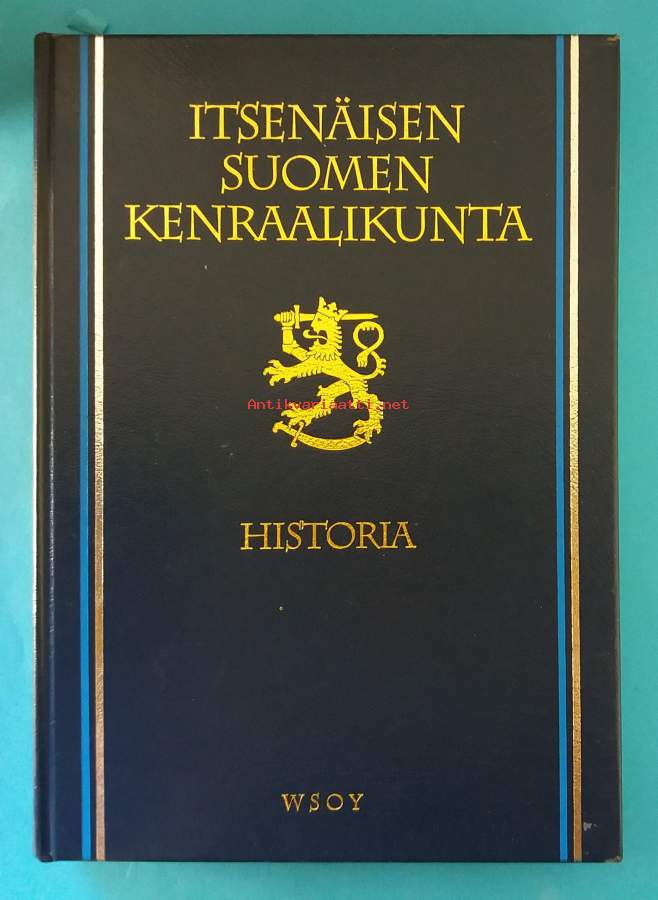 ITSENÄISEN
SUOMEN
KENRAALIKUNTA
Antikvariaatti.net
HISTORIA
WSOY